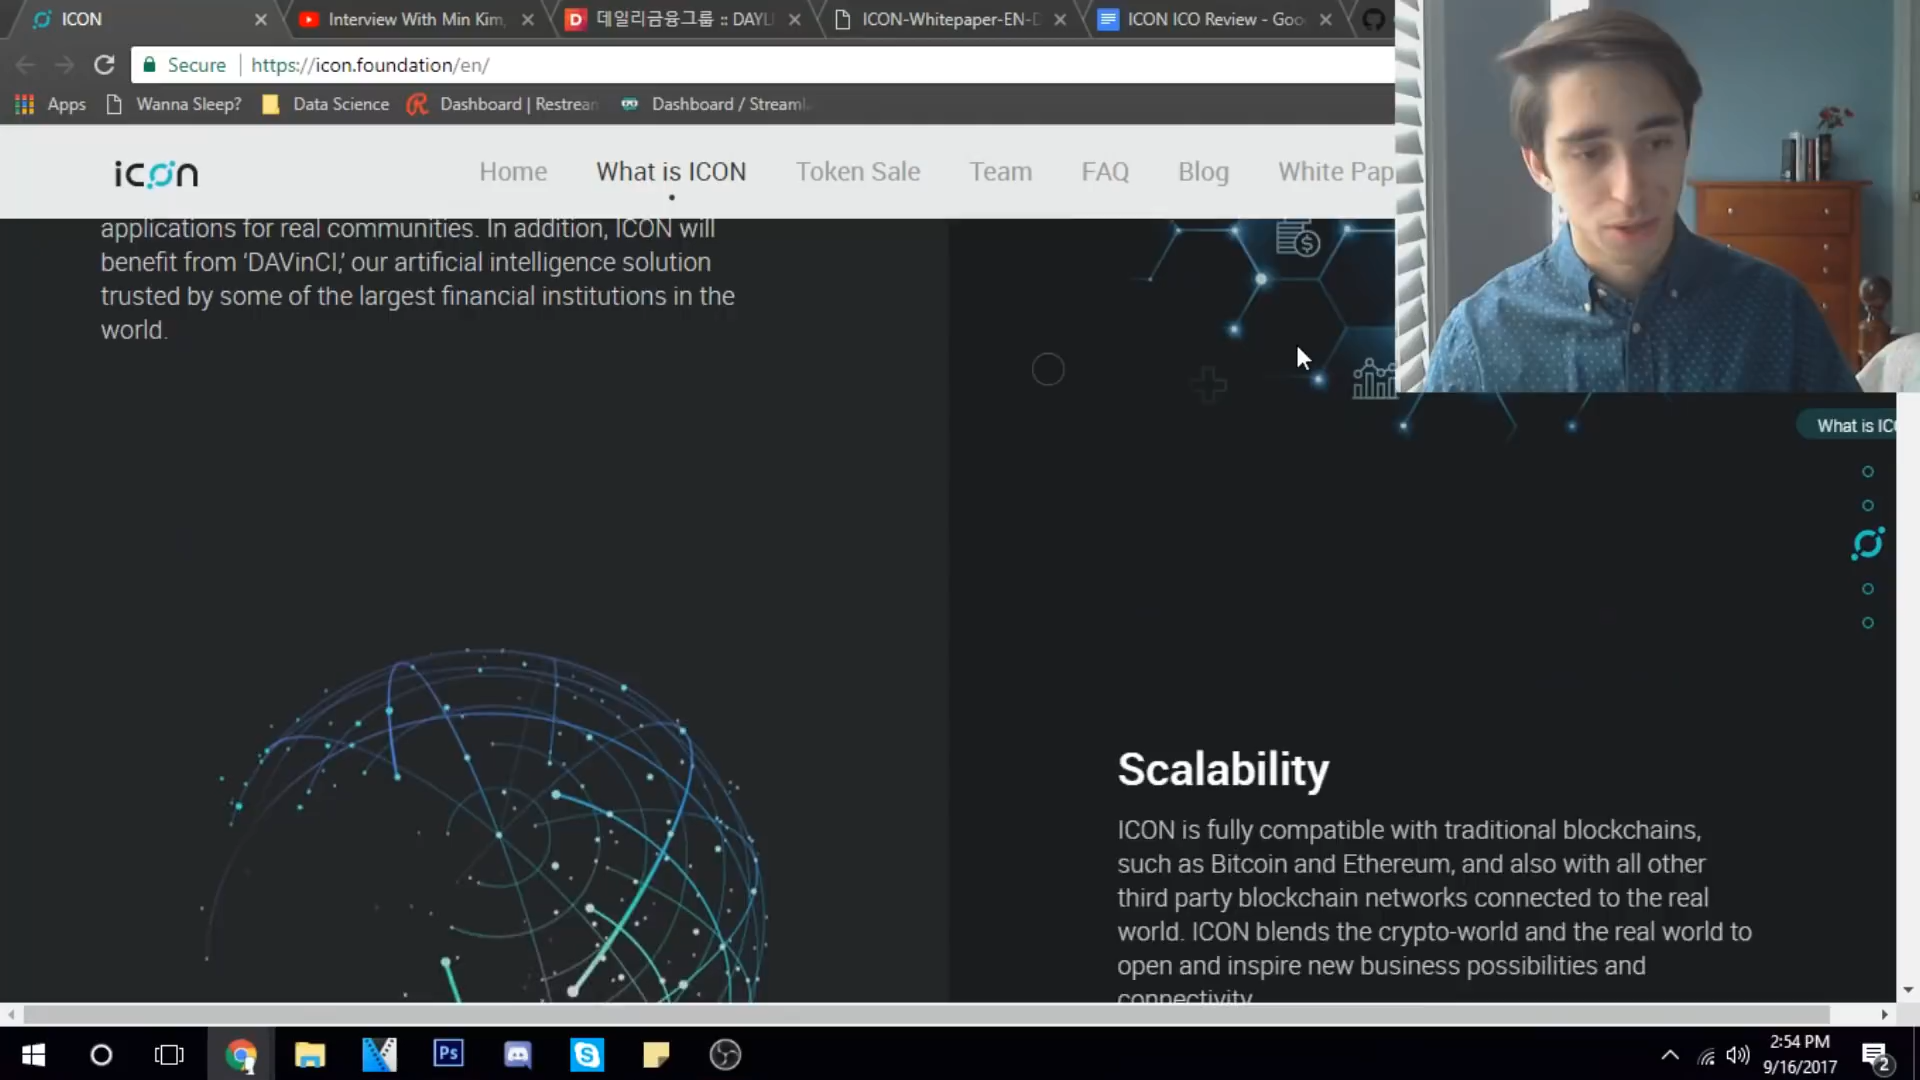 ICON
Interview With Min Kim,
데일리금융그룹 :: DAYLI
ICON-Whitepaper-EN-D
ICON ICO Review - Goo
Secure
https://icon.foundation/en/
Apps
Wanna Sleep?
Data Science
Dashboard | Restrean
Dashboard / Streamla
icon
Home
What is ICON
Token Sale
Team
FAQ
Blog
White Pap
applications for real communities. In addition, ICON will
benefit from ‘DAVinCI,’ our artificial intelligence solution
trusted by some of the largest financial institutions in the
world.
What is ICO
Scalability
ICON is fully compatible with traditional blockchains,
such as Bitcoin and Ethereum, and also with all other
third party blockchain networks connected to the real
world. ICON blends the crypto-world and the real world to
open and inspire new business possibilities and
connectivity.
Ps
2:54 PM
9/16/2017
2